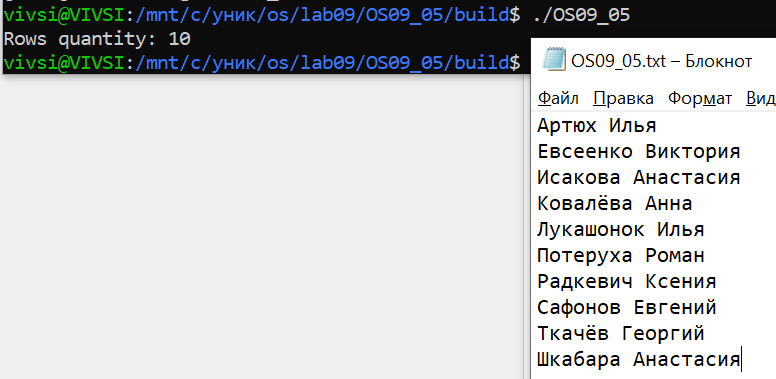 vivsi@VIVSI:/mnt/c/уник/os/lab09/OS09_05/build$ ./OS09_05
Rows quantity: 10
vivsi@VIVSI:/mnt/c/уник/os/lab09/OS09_05/build$
OS09_05.txt – Блокнот
Файл Правка Формат Вид
Артюх Илья
Евсеенко Виктория
Исакова Анастасия
Ковалёва Анна
Лукашонок Илья
Потеруха Роман
Радкевич Ксения
Сафонов Евгений
Ткачёв Георгий
Шкабара Анастасия